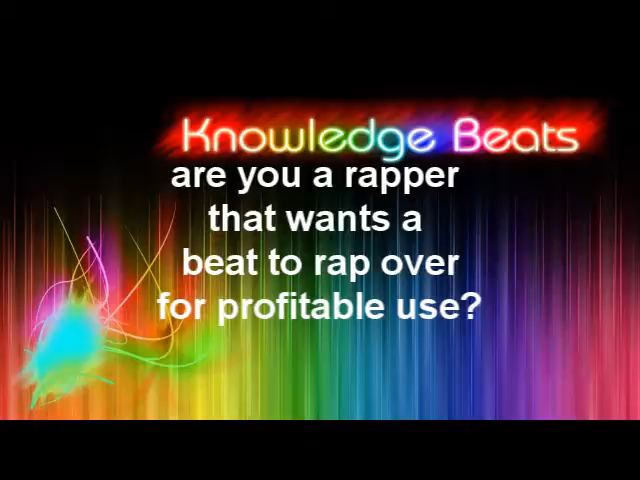 Knowledge Beats
are you a rapper
that wants a
beat to rap over
for profitable use?